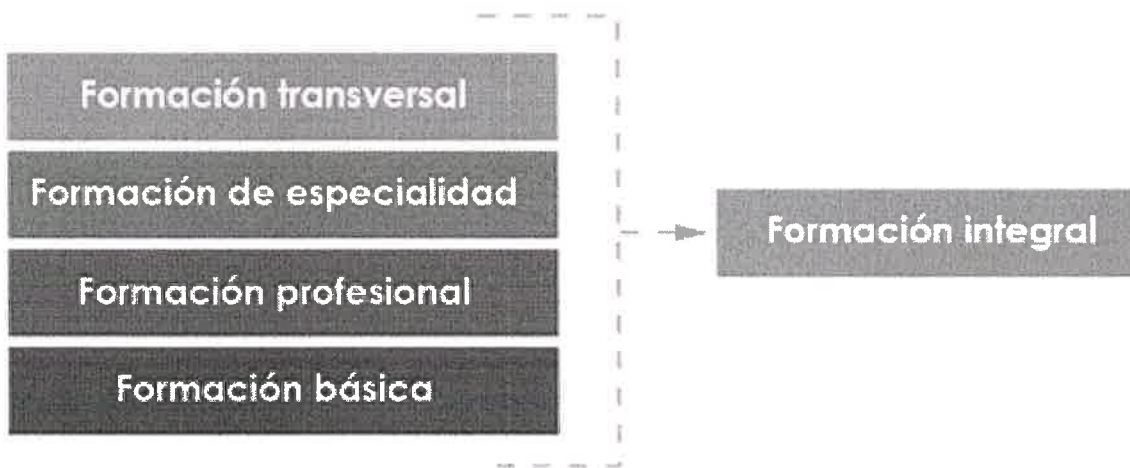 Formación transversal
Formación de especialidad
Formación profesional
Formación básica
Formación integral